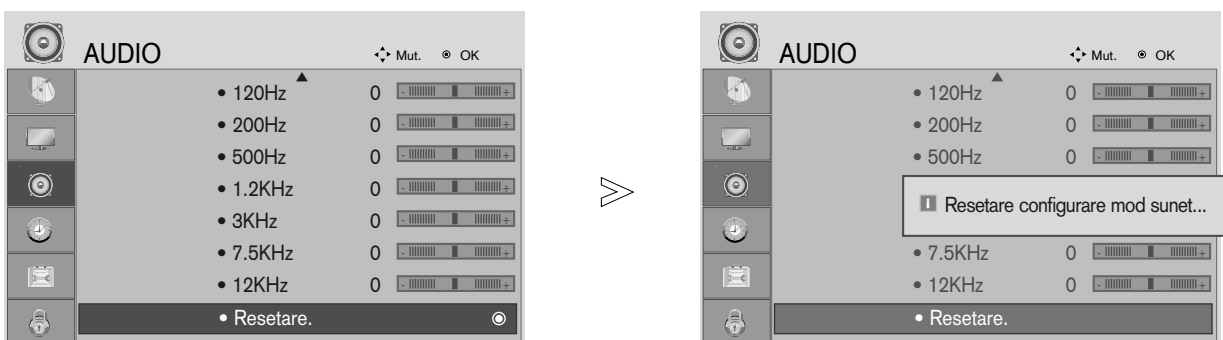 AUDIO Mut. OK
• 120Hz 0 - +
• 200Hz 0 - +
• 500Hz 0 - +
• 1.2KHz 0 - +
• 3KHz 0 - +
• 7.5KHz 0 - +
• 12KHz 0 - +
• Resetare.
AUDIO Mut. OK
• 120Hz 0 - +
• 200Hz 0 - +
• 500Hz 0 - +
i Resetare configurare mod sunet...
• 7.5KHz 0 - +
• 12KHz 0 - +
• Resetare.